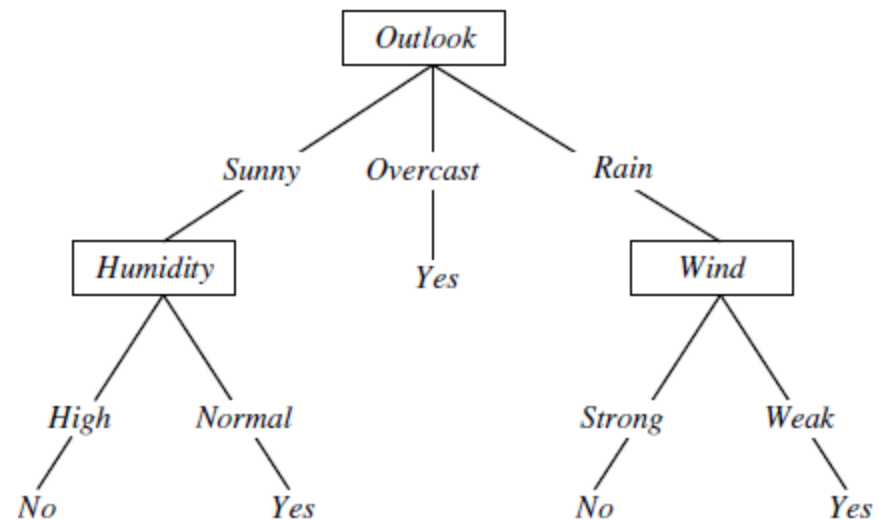 Outlook
Sunny Overcast Rain
Humidity Yes Wind
High Normal Strong Weak
No Yes No Yes